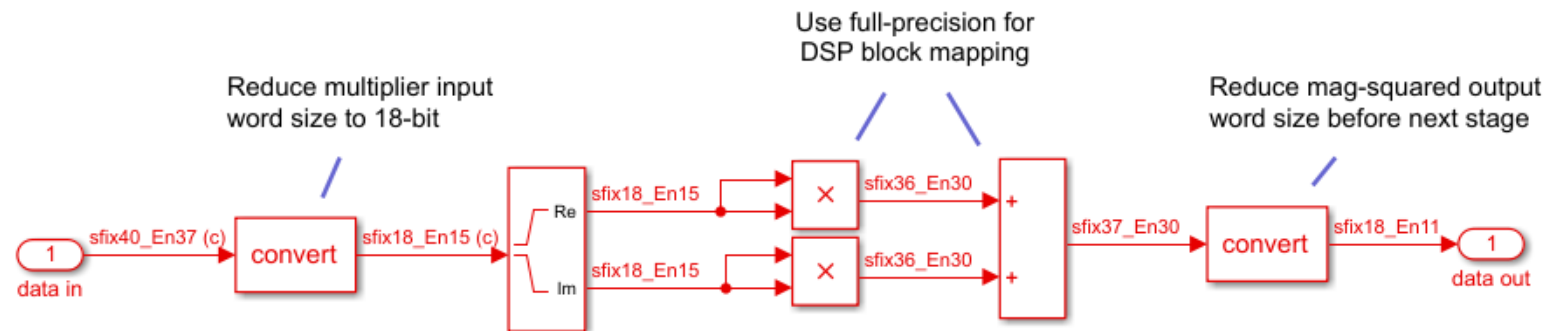 Use full-precision for
DSP block mapping
Reduce multiplier input
word size to 18-bit
Reduce mag-squared output
word size before next stage
sfix40_En37 (c)
convert
sfix18_En15 (c)
Re
Im
sfix18_En15
sfix18_En15
×
×
sfix36_En30
sfix36_En30
+
+
sfix37_En30
convert
sfix18_En11
1
data in
1
data out